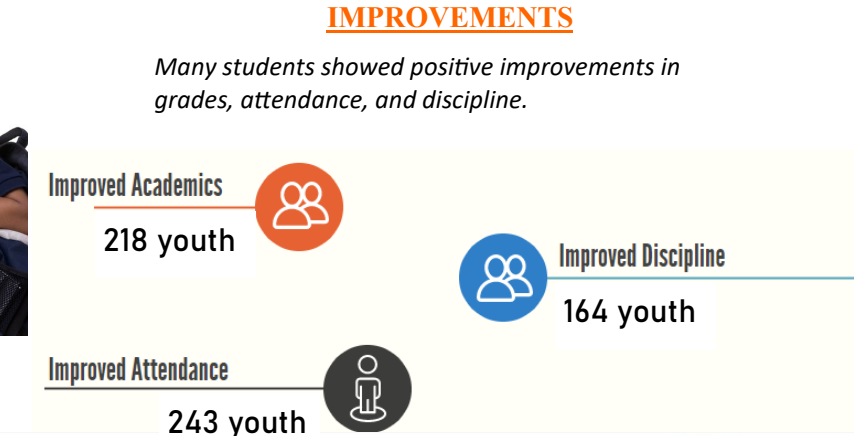 IMPROVEMENTS
Many students showed positive improvements in
grades, attendance, and discipline.
Improved Academics
218 youth
Improved Discipline
164 youth
Improved Attendance
243 youth